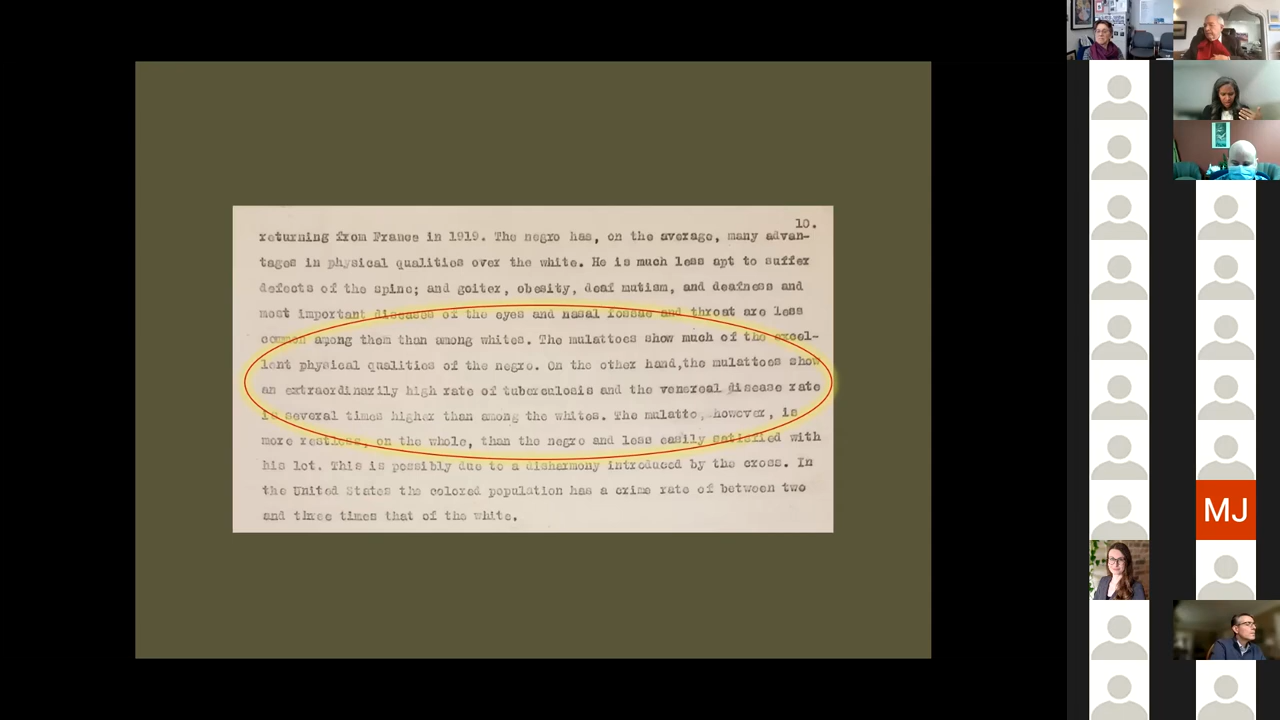 10.
returning from France in 1919. The negro has, on the average, many advan-
tages in physical qualities over the white. He is much less apt to suffer
defects of the spine; and goiter, obesity, deaf mutism, and deafness and
most important diseases of the eyes and nasal fossae and throat are less
common among them than among whites. The mulattoes show much of the excel-
lent physical qualities of the negro. On the other hand,the mulattoes show
an extraordinarily high rate of tuberculosis and the venereal disease rate
is several times higher than among the whites. The mulatto, however, is
more restless, on the whole, than the negro and less easily satisfied with
his lot. This is possibly due to a disharmony introduced by the cross. In
the United States the colored population has a crime rate of between two
and three times that of the white.
MJ